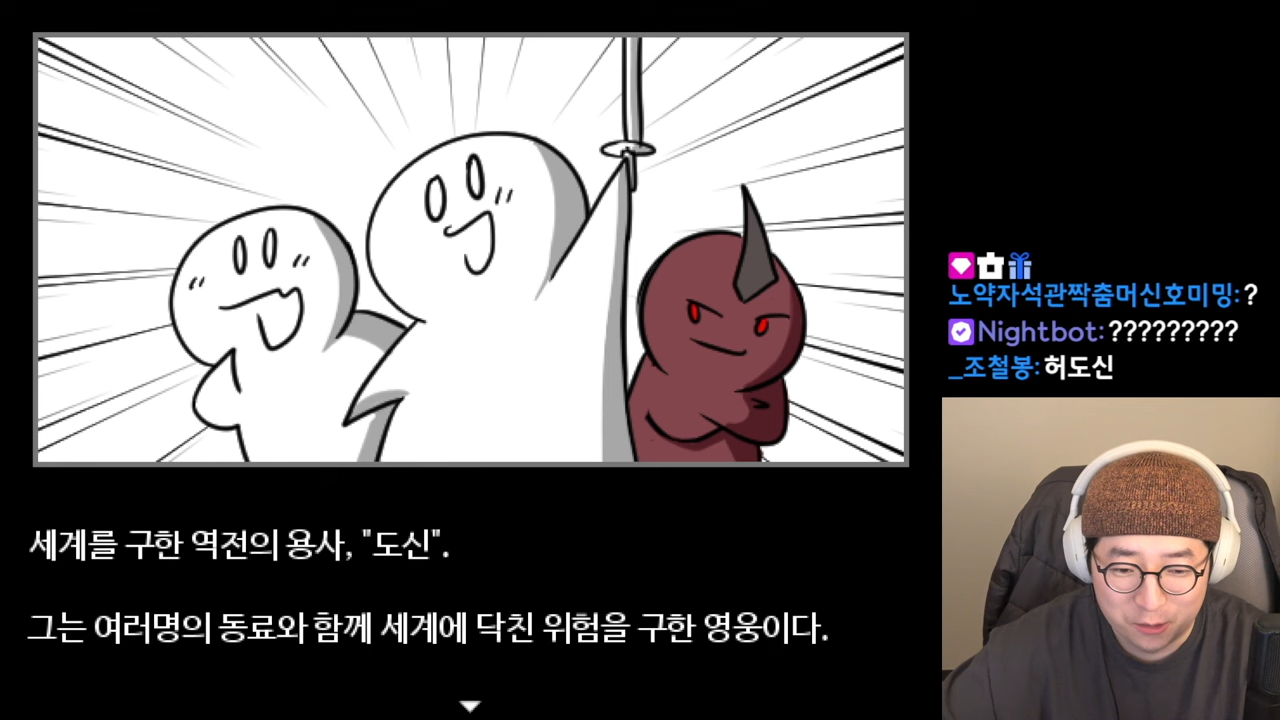 세계를 구한 역전의 용사, "도신".
그는 여러명의 동료와 함께 세계에 닥친 위험을 구한 영웅이다.
노약자석관짝춤머신호미밍: ?
Nightbot: ?????????
_조철봉: 허도신